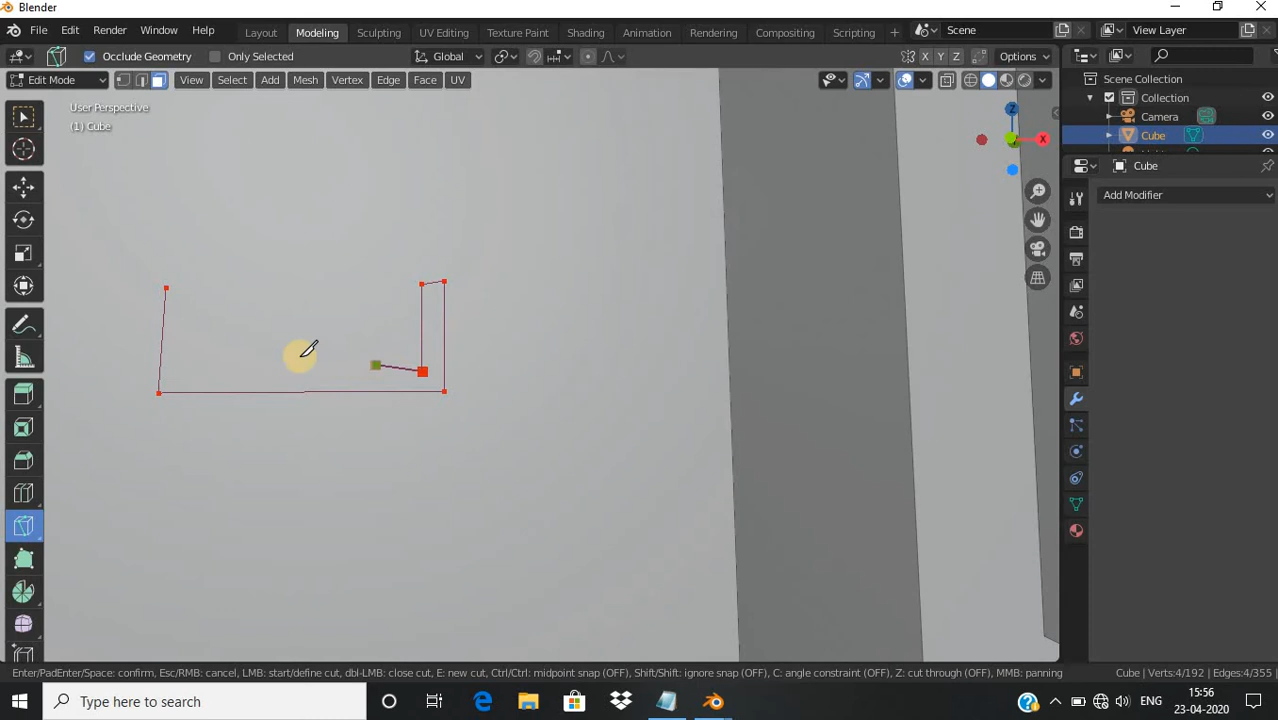 Blender
File Edit Render Window Help Layout Modeling Sculpting UV Editing Texture Paint Shading Animation Rendering Compositing Scripting + Scene View Layer
Occlude Geometry Only Selected Global X Y Z Options
Edit Mode View Select Add Mesh Vertex Edge Face UV
User Perspective
(1) Cube
Z
X
Scene Collection
Collection
Camera
Cube
Cube
Add Modifier
Enter/PadEnter/Space: confirm, Esc/RMB: cancel, LMB: start/define cut, dbl-LMB: close cut, E: new cut, Ctrl/Ctrl: midpoint snap (OFF), Shift/Shift: ignore snap (OFF), C: angle constraint (OFF), Z: cut through (OFF), MMB: panning Cube | Verts:4/192 | Edges:4/355 |
Type here to search
ENG
15:56
23-04-2020